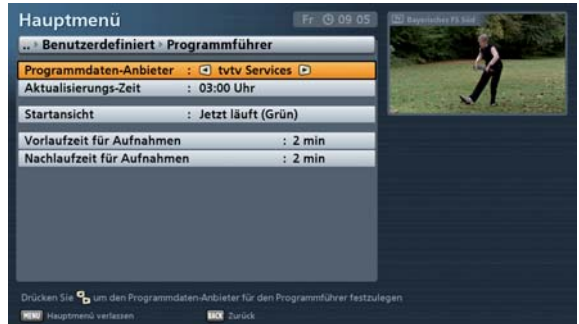 Hauptmenü
Fr 09 05
Bayerisches FS Süd
.. Benutzerdefiniert Programmführer
Programmdaten-Anbieter : tvtv Services
Aktualisierungs-Zeit : 03:00 Uhr
Startansicht : Jetzt läuft (Grün)
Vorlaufzeit für Aufnahmen : 2 min
Nachlaufzeit für Aufnahmen : 2 min
Drücken Sie um den Programmdaten-Anbieter für den Programmführer festzulegen
MENU Hauptmenü verlassen BACK Zurück